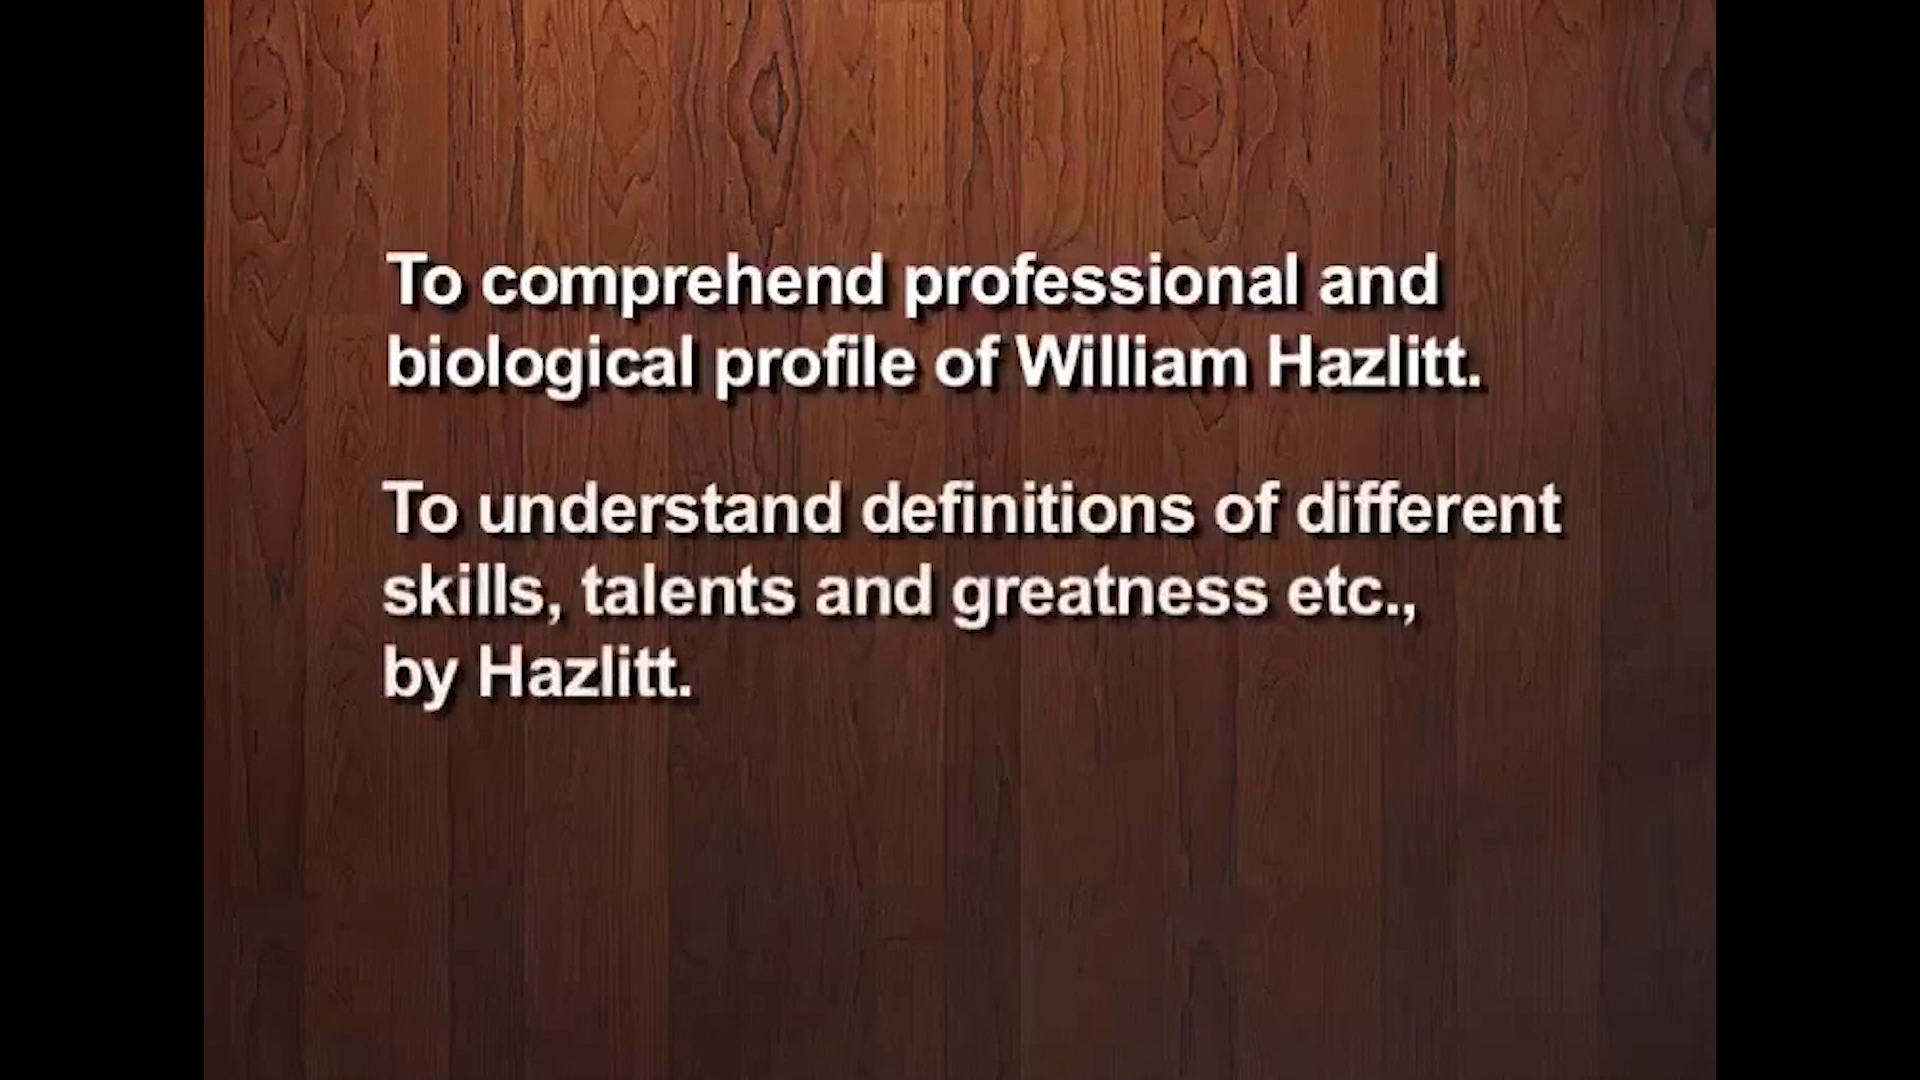 To comprehend professional and
biological profile of William Hazlitt.
To understand definitions of different
skills, talents and greatness etc.,
by Hazlitt.